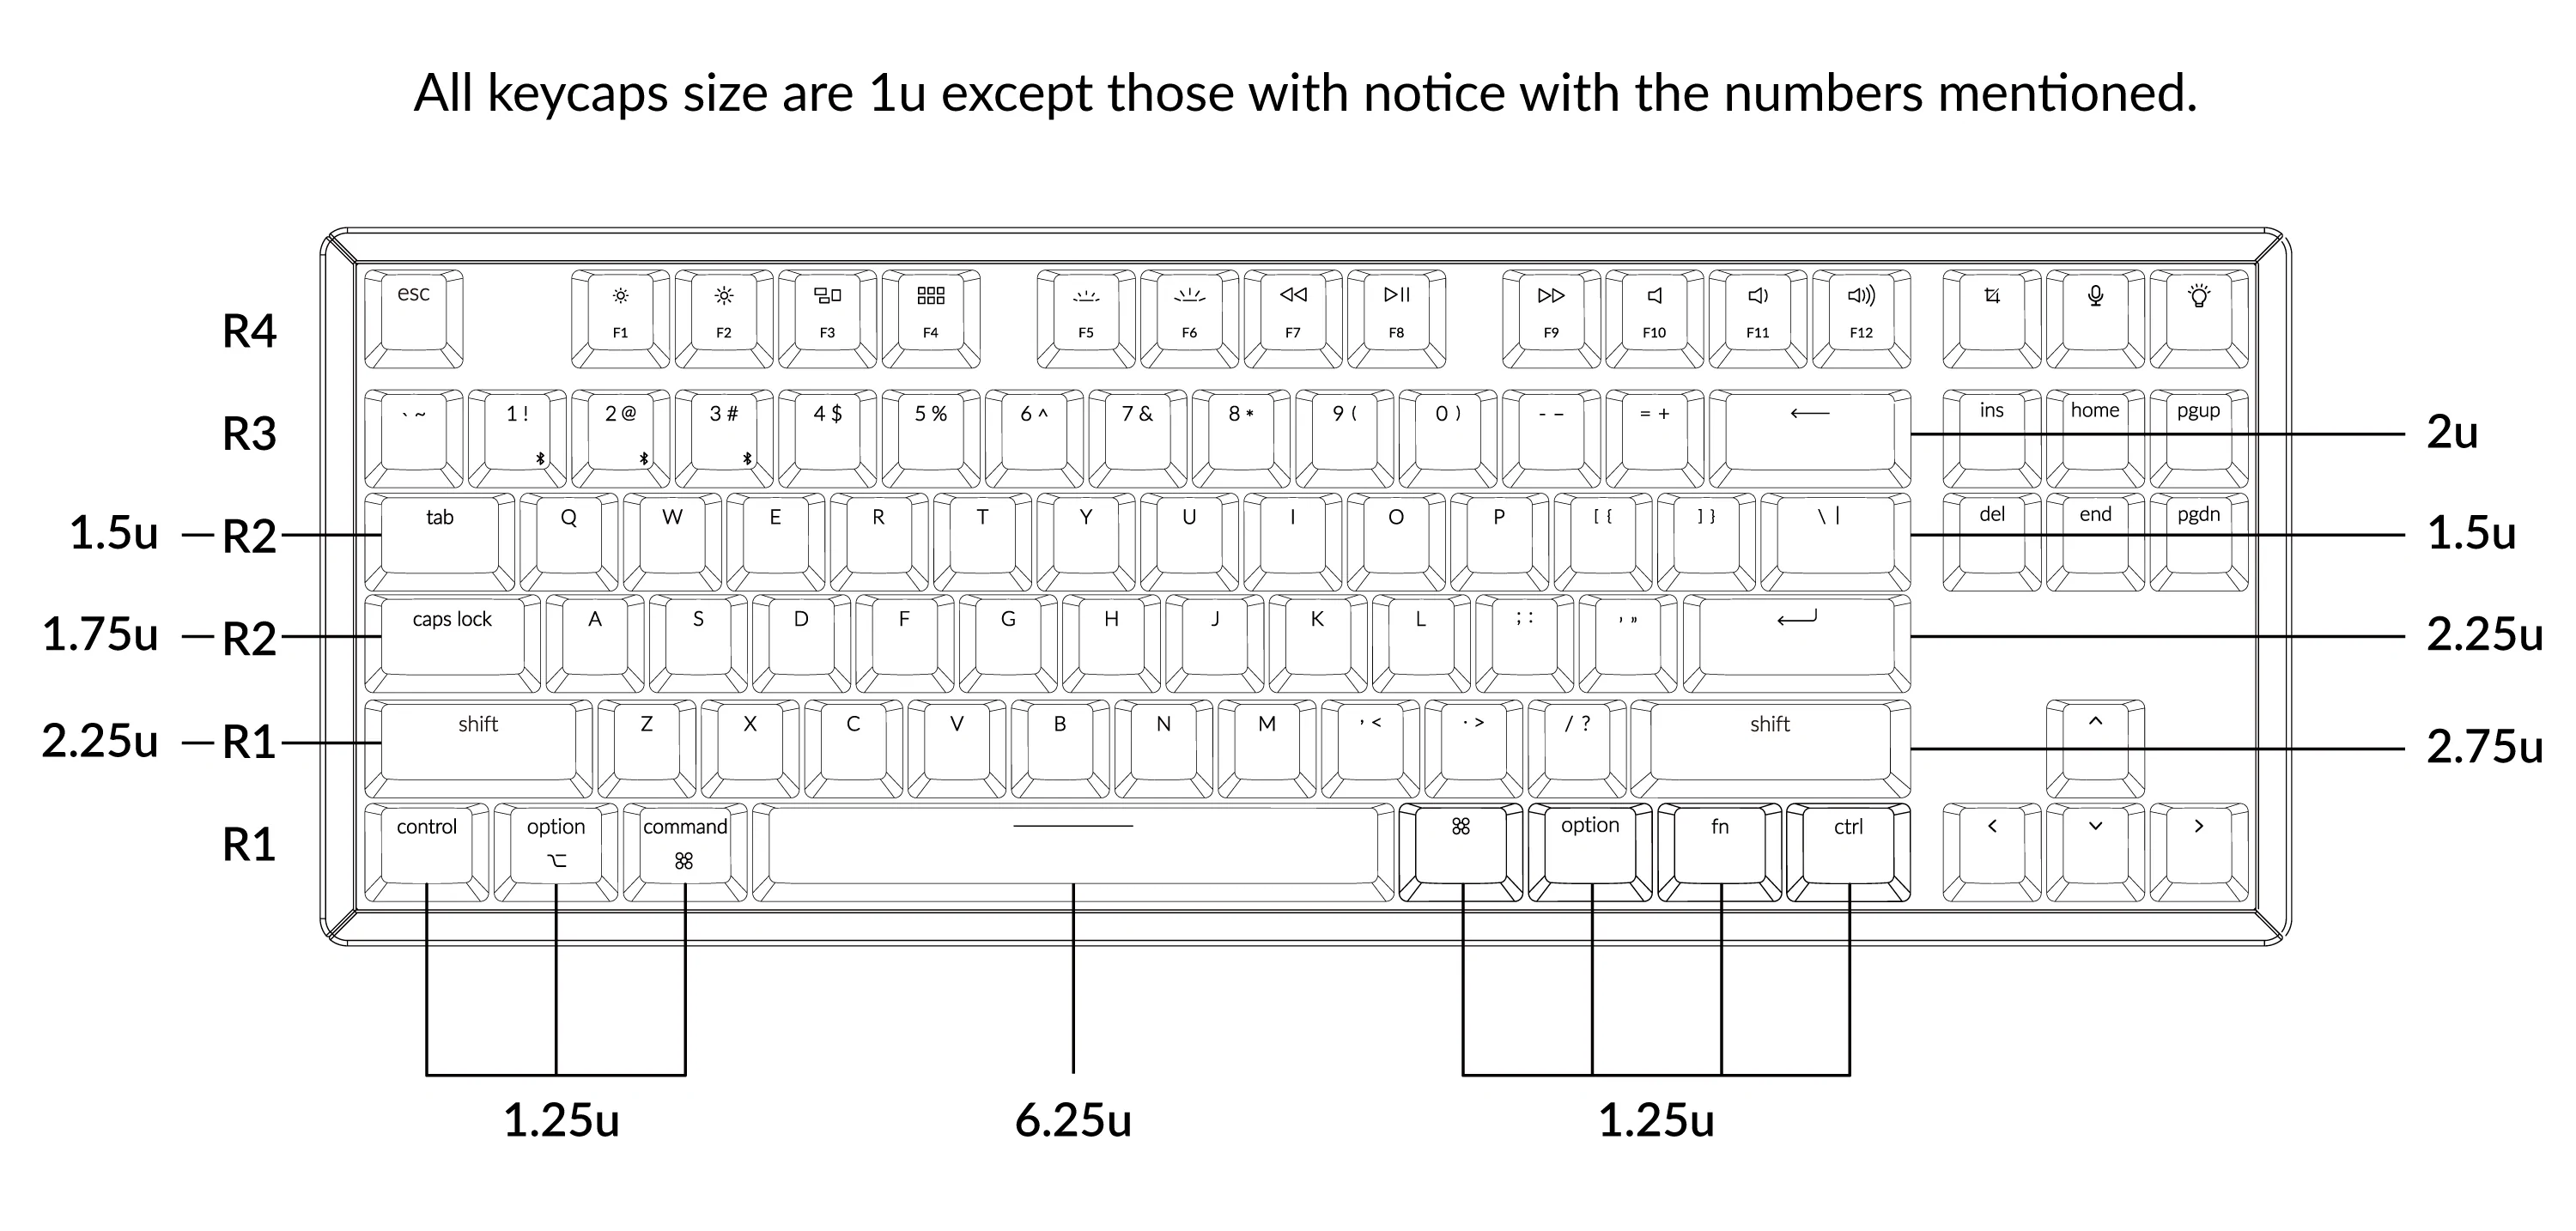 All keycaps size are 1u except those with notice with the numbers mentioned.
R4 esc F1 F2 F3 F4 F5 F6 F7 F8 F9 F10 F11 F12
R3 ` ~ 1 ! 2 @ 3 # 4 $ 5 % 6 ^ 7 & 8 * 9 ( 0 ) - – = + ← ins home pgup 2u
1.5u R2 tab Q W E R T Y U I O P [ { ] } \ | del end pgdn 1.5u
1.75u R2 caps lock A S D F G H J K L ; : ' " 2.25u
2.25u R1 shift Z X C V B N M , < . > / ? shift ^ 2.75u
R1 control option ⌥ command ⌘ ⌘ option fn ctrl < ⌄ >
1.25u 6.25u 1.25u